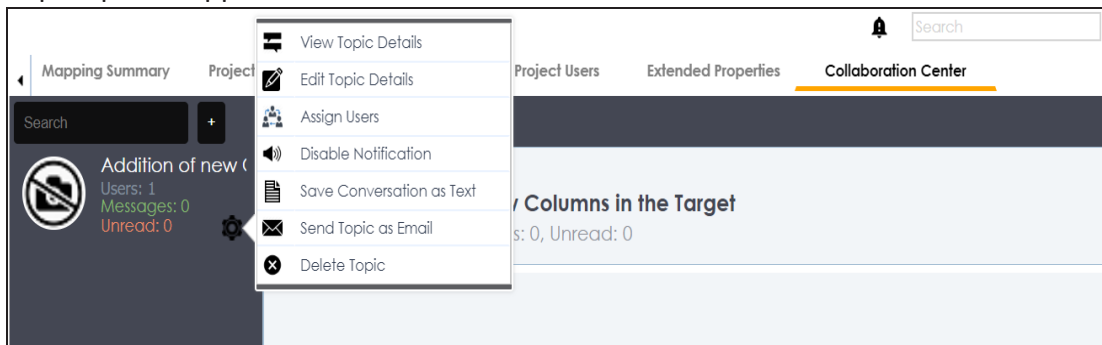 Search
Mapping Summary
Project
Project Users
Extended Properties
Collaboration Center
Search
+
Addition of new
Users: 1
Messages: 0
Unread: 0
View Topic Details
Edit Topic Details
Assign Users
Disable Notification
Save Conversation as Text
Send Topic as Email
Delete Topic
Columns in the Target
s: 0, Unread: 0